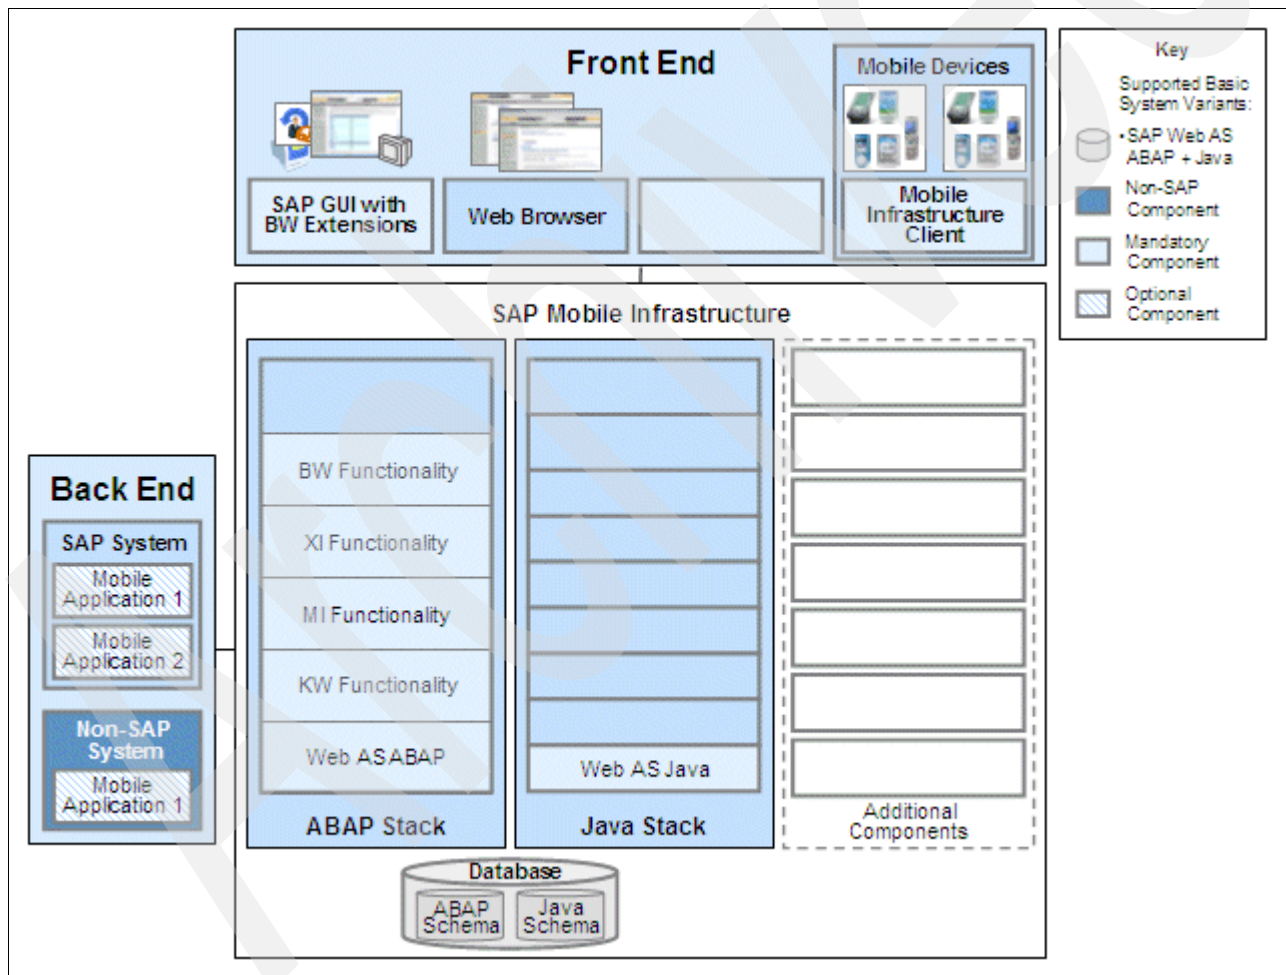 Front End
Mobile Devices
SAP GUI with
BW Extensions
Web Browser
Mobile
Infrastructure
Client
Key
Supported Basic
System Variants:
• SAP Web AS
ABAP + Java
Non-SAP
Component
Mandatory
Component
Optional
Component
SAP Mobile Infrastructure
BW Functionality
XI Functionality
MI Functionality
KW Functionality
Web AS ABAP
ABAP Stack
Web AS Java
Java Stack
Additional
Components
Back End
SAP System
Mobile
Application 1
Mobile
Application 2
Non-SAP
System
Mobile
Application 1
Database
ABAP
Schema
Java
Schema